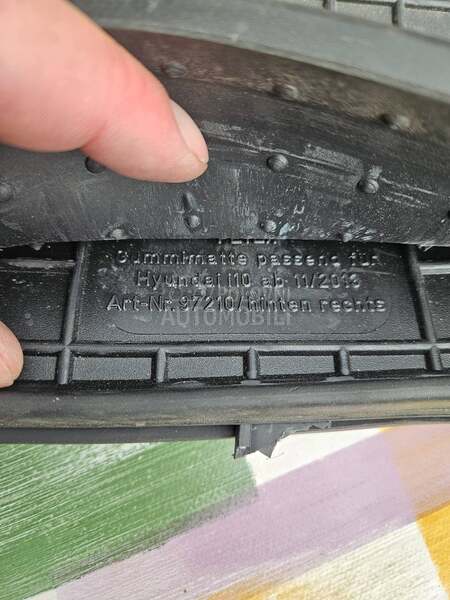 Gummimatte passend für
Hyundai I10 ab 11/2013
Art-Nr. 97210/hinten rechts
AUTOMOBILI